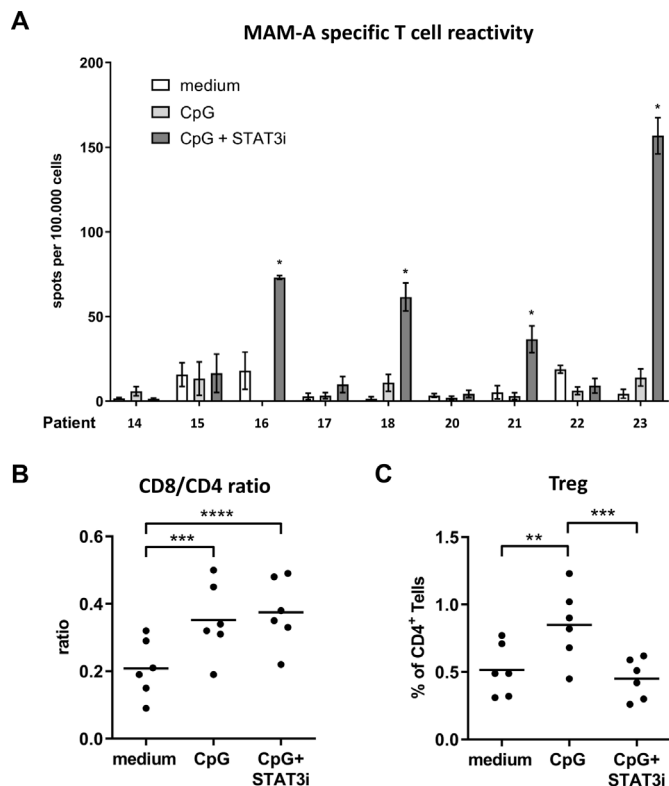 A
MAM-A specific T cell reactivity
medium
CpG
CpG + STAT3i
spots per 100.000 cells
200
150
100
50
0
*
*
*
*
Patient 14 15 16 17 18 20 21 22 23
B
CD8/CD4 ratio
***
****
ratio
0.6
0.4
0.2
0.0
medium CpG CpG+
STAT3i
C
Treg
**
***
% of CD4+ Tells
1.5
1.0
0.5
0.0
medium CpG CpG+
STAT3i